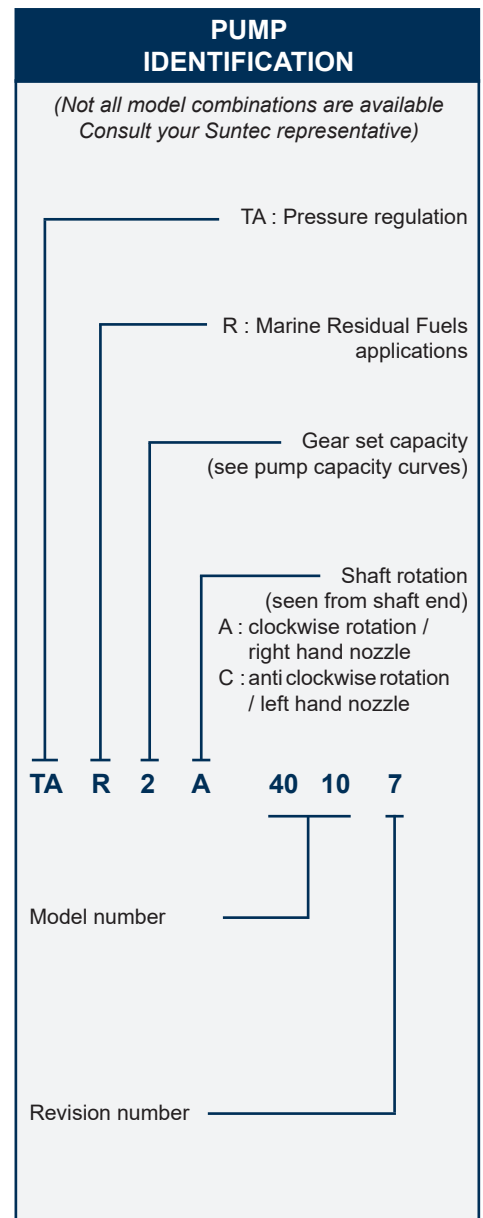 PUMP
IDENTIFICATION
(Not all model combinations are available
Consult your Suntec representative)
TA : Pressure regulation
R : Marine Residual Fuels
applications
Gear set capacity
(see pump capacity curves)
Shaft rotation
(seen from shaft end)
A : clockwise rotation /
right hand nozzle
C : anti clockwise rotation
/ left hand nozzle
TA R 2 A 40 10 7
Model number
Revision number